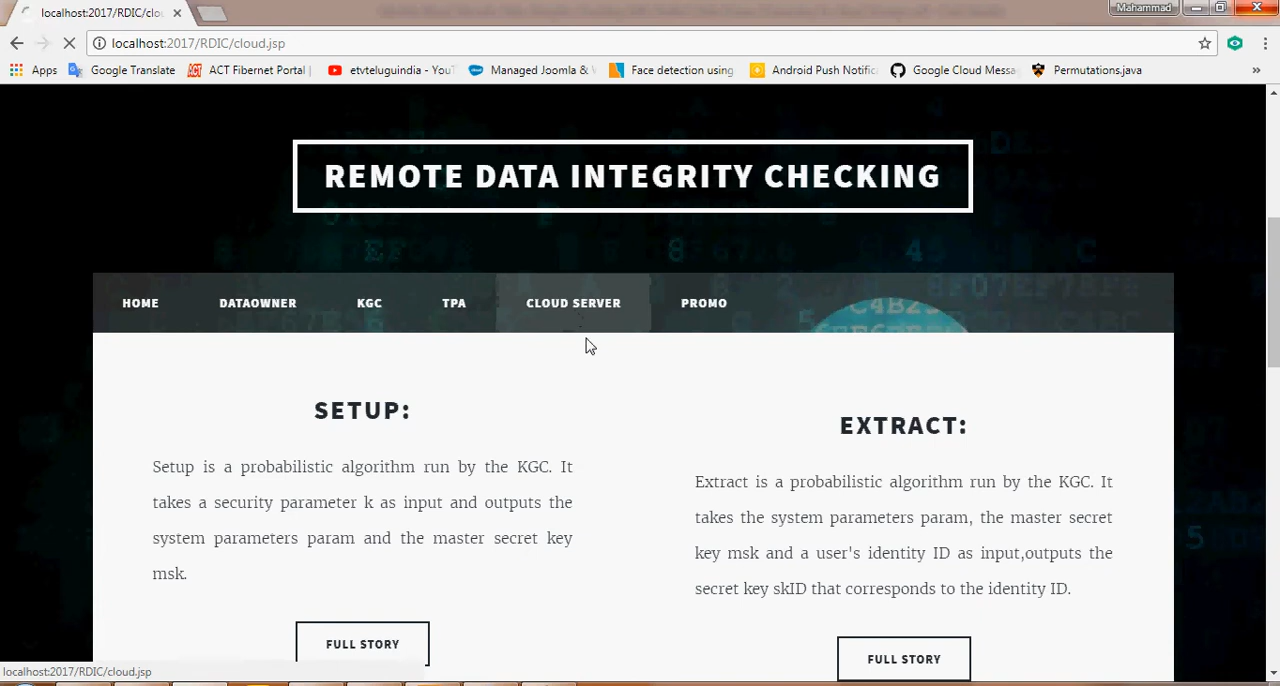 localhost:2017/RDIC/clou
Mahammad
localhost:2017/RDIC/cloud.jsp
Apps
Google Translate
ACT Fibernet Portal |
etvteluguindia - YouT
Managed Joomla & W
Face detection using
Android Push Notific
Google Cloud Messa
Permutations.java
»
REMOTE DATA INTEGRITY CHECKING
HOME
DATAOWNER
KGC
TPA
CLOUD SERVER
PROMO
SETUP:
Setup is a probabilistic algorithm run by the KGC. It
takes a security parameter k as input and outputs the
system parameters param and the master secret key
msk.
FULL STORY
EXTRACT:
Extract is a probabilistic algorithm run by the KGC. It
takes the system parameters param, the master secret
key msk and a user's identity ID as input,outputs the
secret key skID that corresponds to the identity ID.
FULL STORY
localhost:2017/RDIC/cloud.jsp